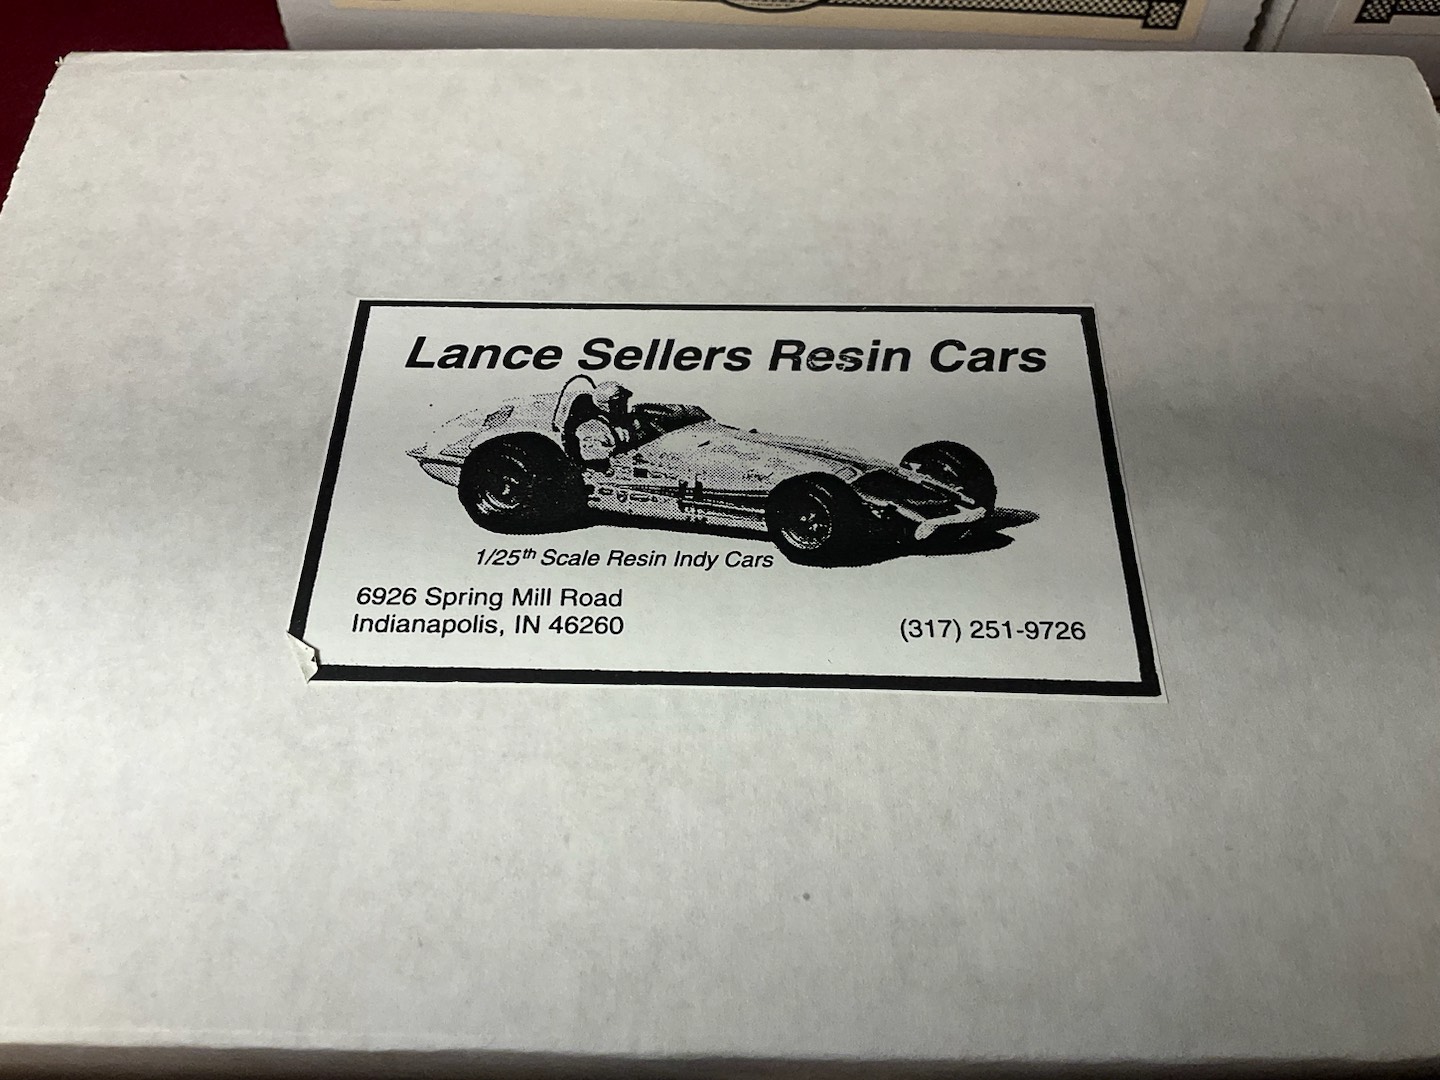 Lance Sellers Resin Cars
1/25th Scale Resin Indy Cars
6926 Spring Mill Road
Indianapolis, IN 46260
(317) 251-9726